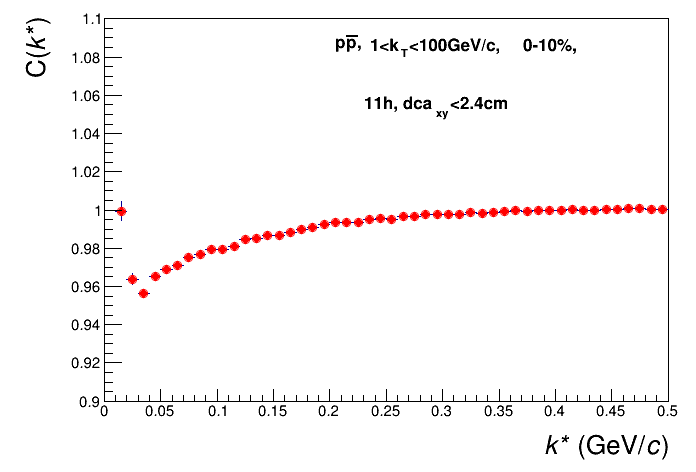 C(k*)
1.1
1.08
1.06
1.04
1.02
1
0.98
0.96
0.94
0.92
0.9
pp̅, 1<k_T<100GeV/c, 0-10%,
11h, dca_xy<2.4cm
0 0.05 0.1 0.15 0.2 0.25 0.3 0.35 0.4 0.45 0.5
k* (GeV/c)